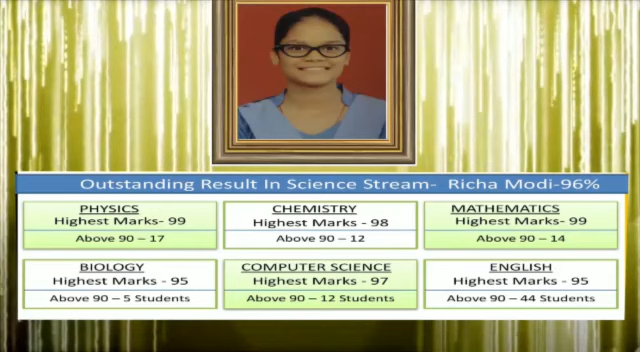 Outstanding Result In Science Stream- Richa Modi-96%
PHYSICS
Highest Marks- 99
Above 90 – 17
CHEMISTRY
Highest Marks - 98
Above 90 – 12
MATHEMATICS
Highest Marks- 99
Above 90 – 14
BIOLOGY
Highest Marks - 95
Above 90 – 5 Students
COMPUTER SCIENCE
Highest Marks - 97
Above 90 – 12 Students
ENGLISH
Highest Marks - 95
Above 90 – 44 Students